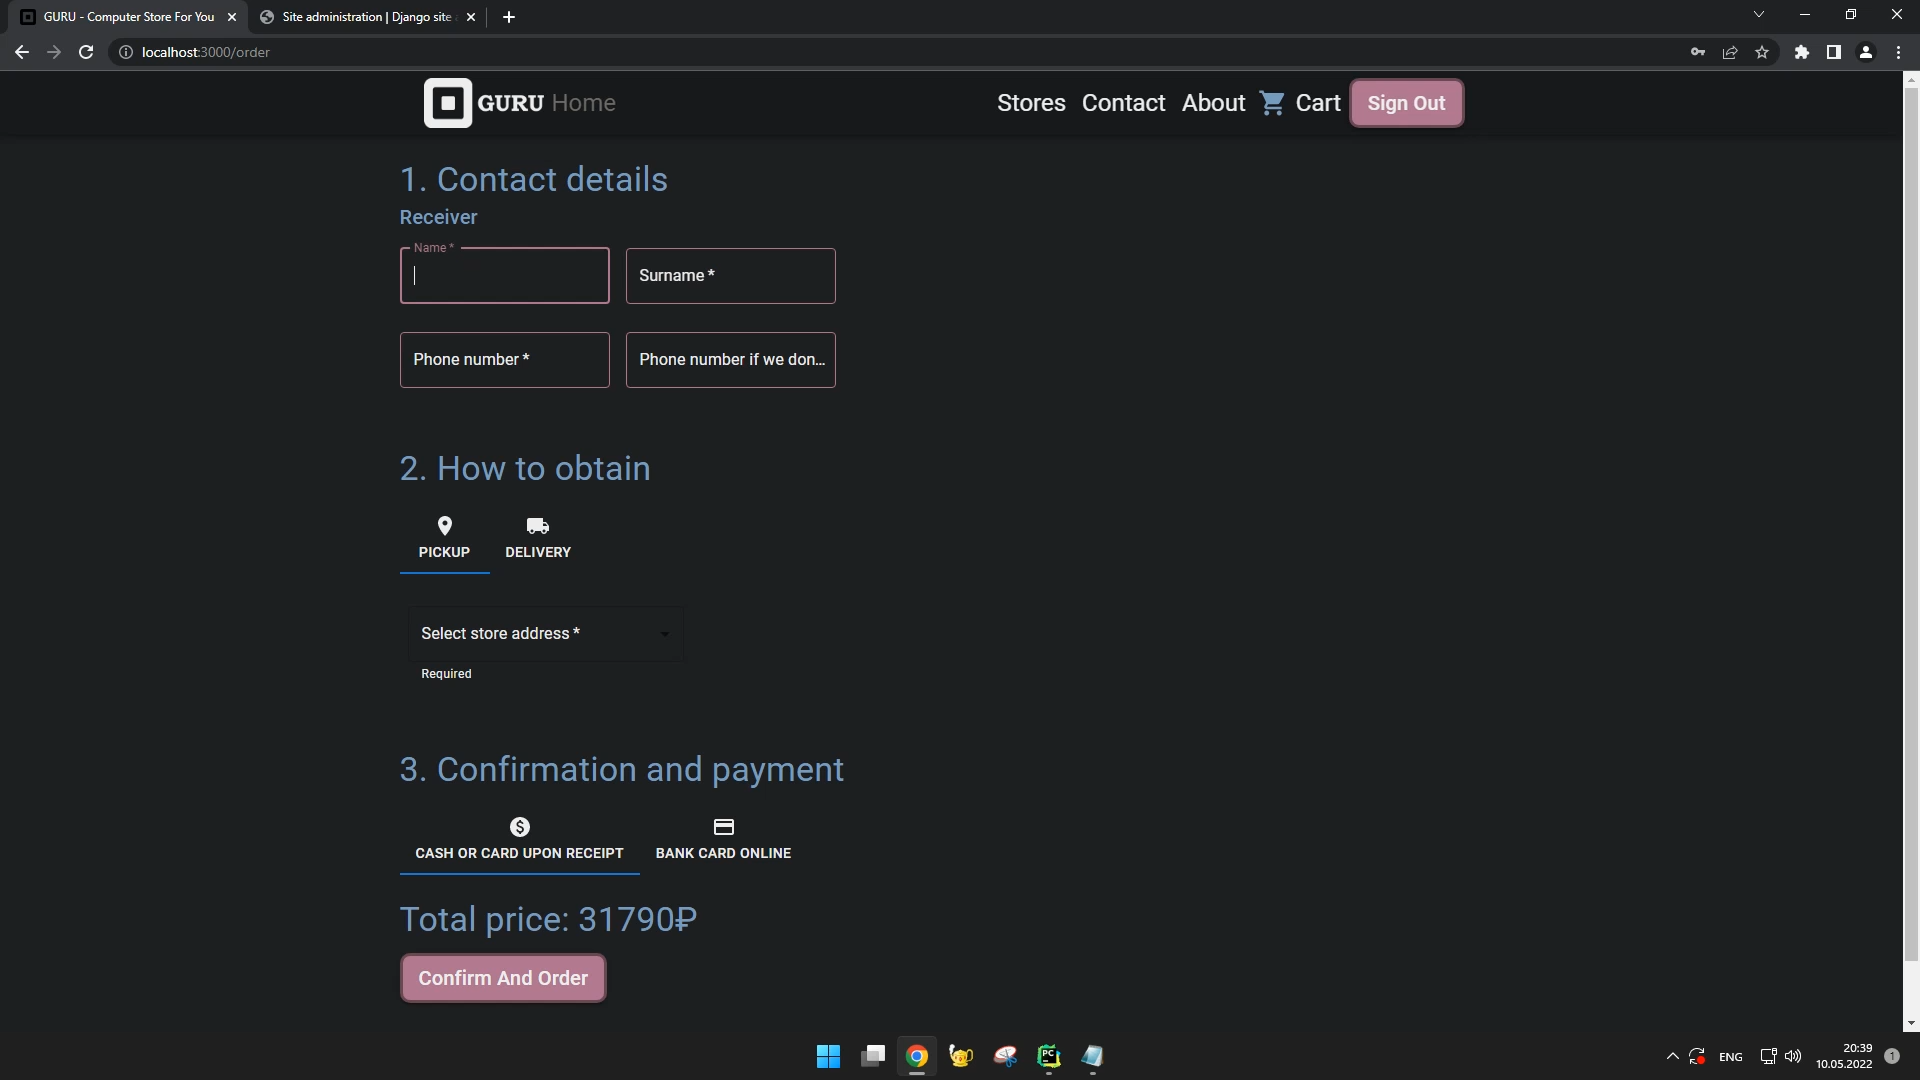 GURU - Computer Store For You
Site administration | Django site
localhost:3000/order
GURU Home
Stores Contact About Cart Sign Out
1. Contact details
Receiver
Name *
Surname *
Phone number *
Phone number if we don...
2. How to obtain
PICKUP DELIVERY
Select store address *
Required
3. Confirmation and payment
CASH OR CARD UPON RECEIPT BANK CARD ONLINE
Total price: 31790₽
Confirm And Order
PC
ENG
20:39
10.05.2022
1